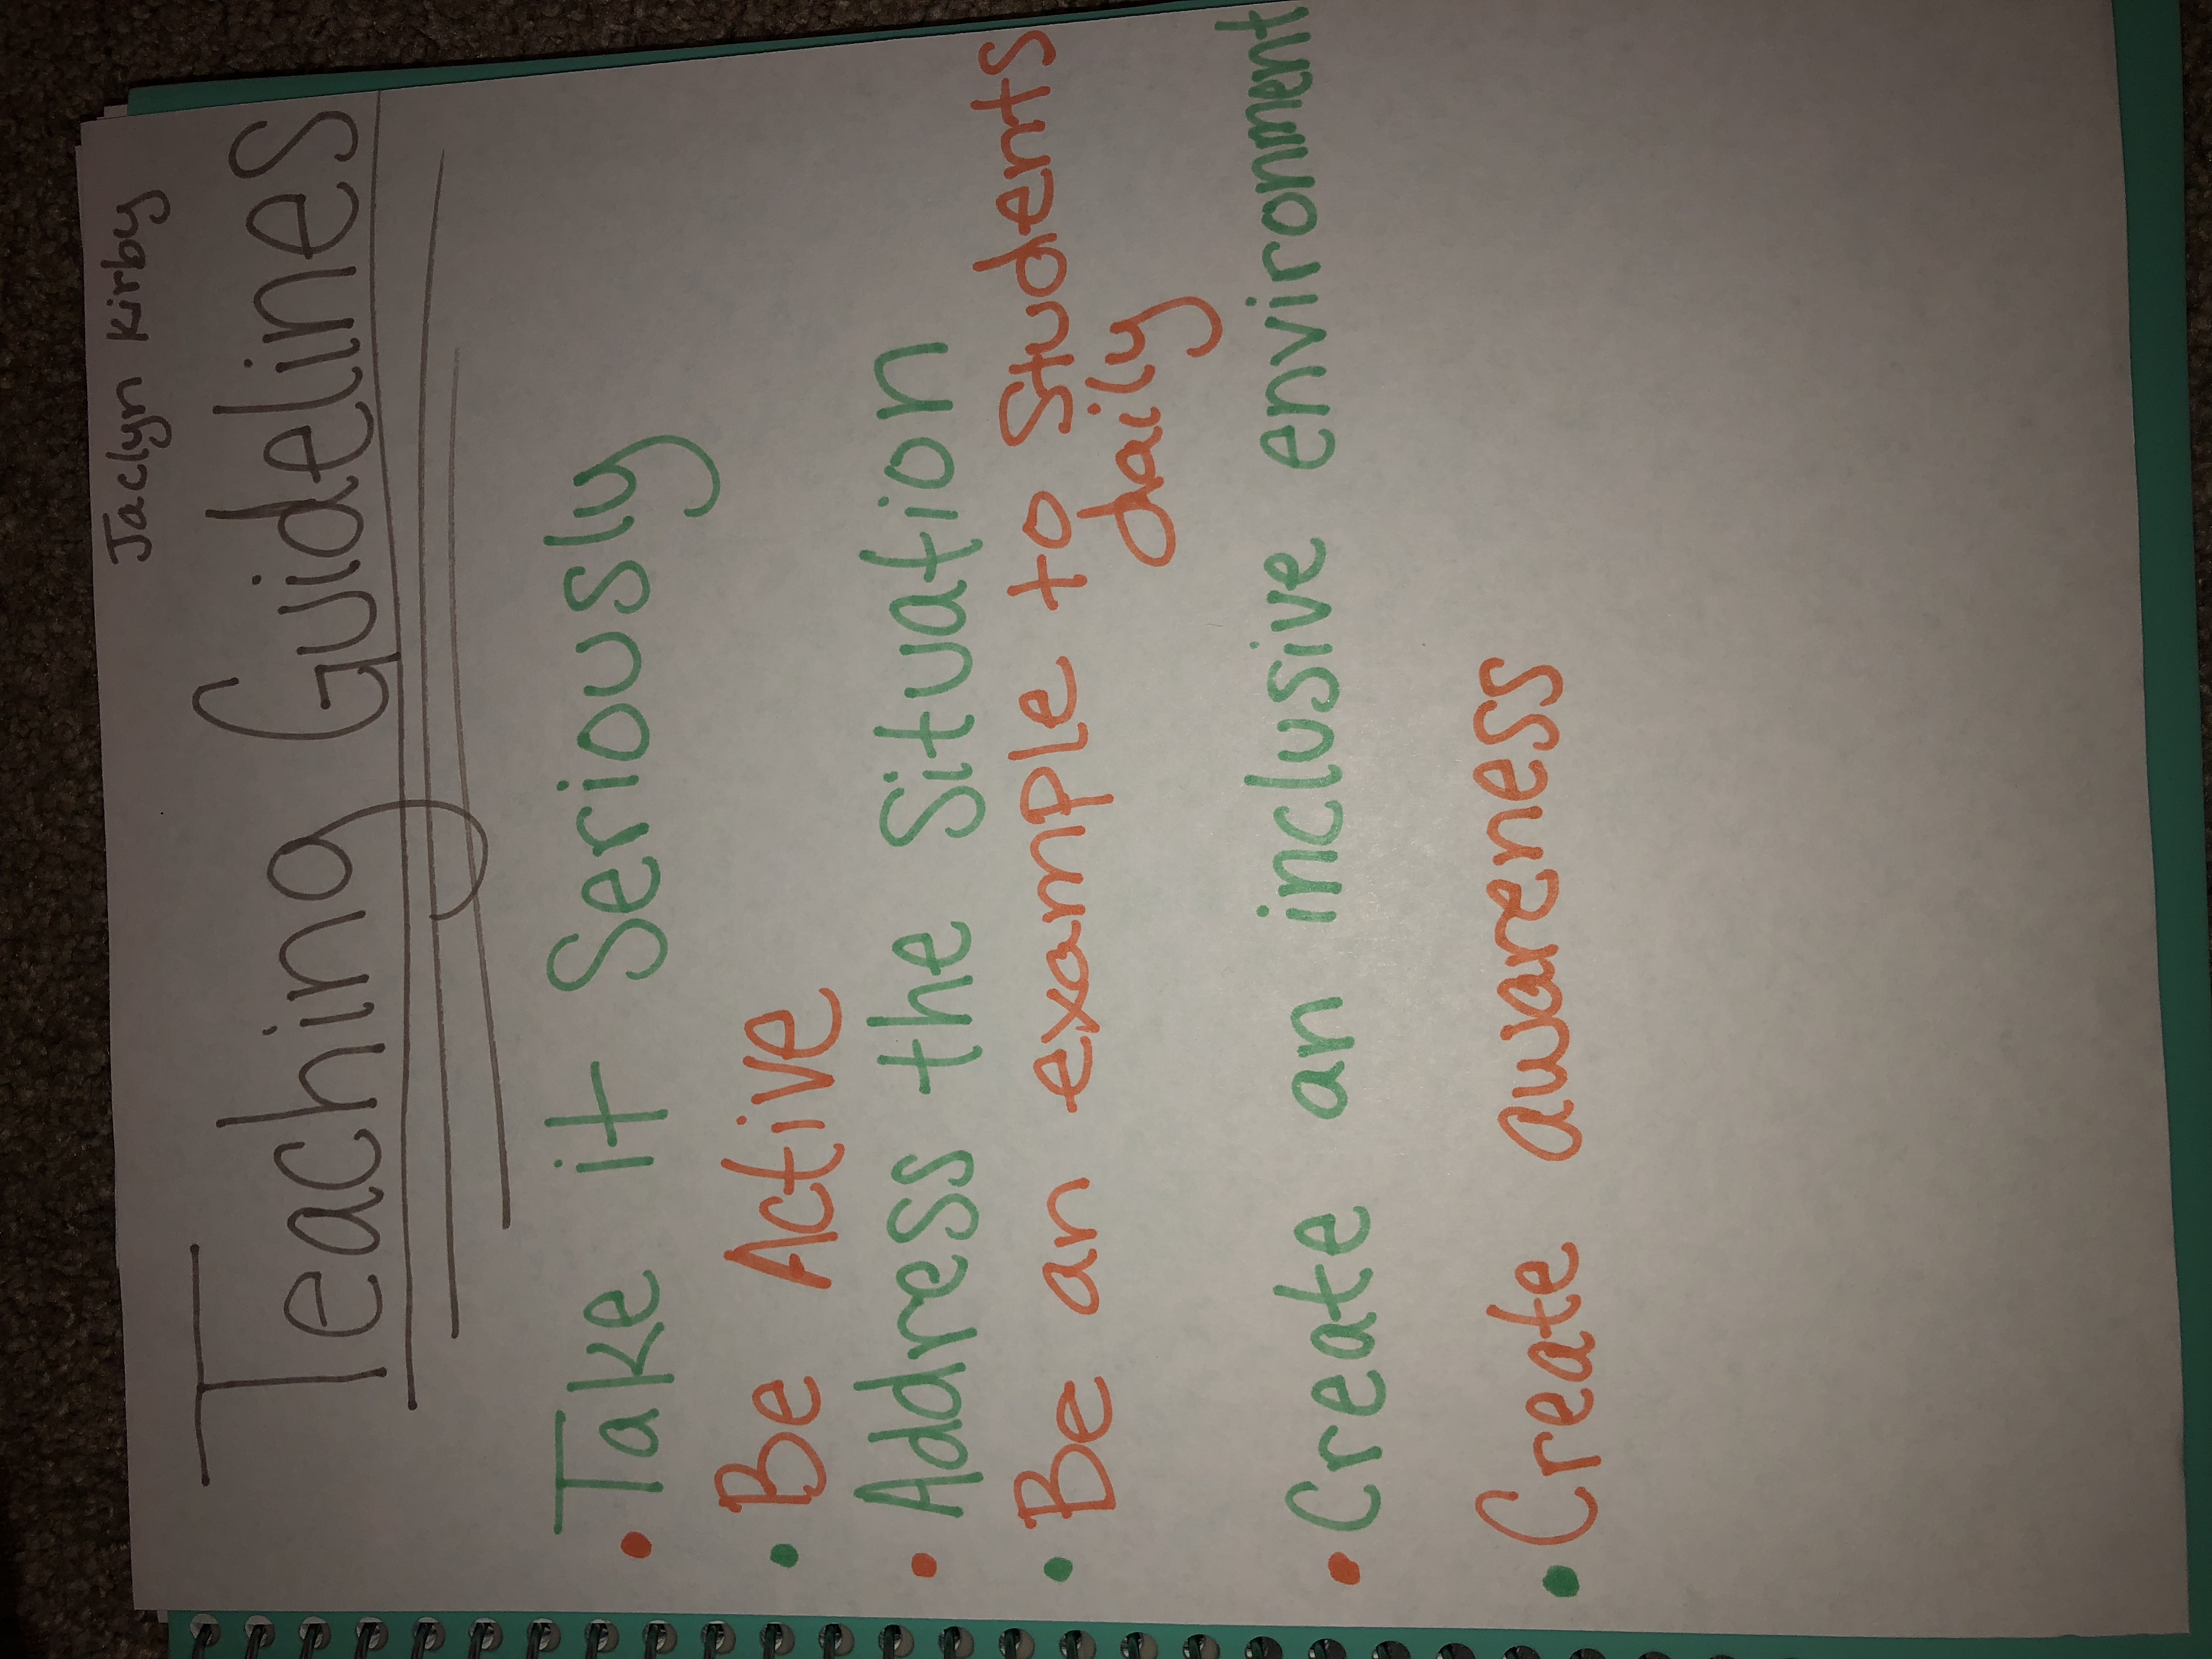 Jaclyn Kirby
Teaching Guidelines
• Take it Seriously
• Be Active
• Address the Situation
• Be an example to Students
daily
• Create an inclusive environment
• Create awareness